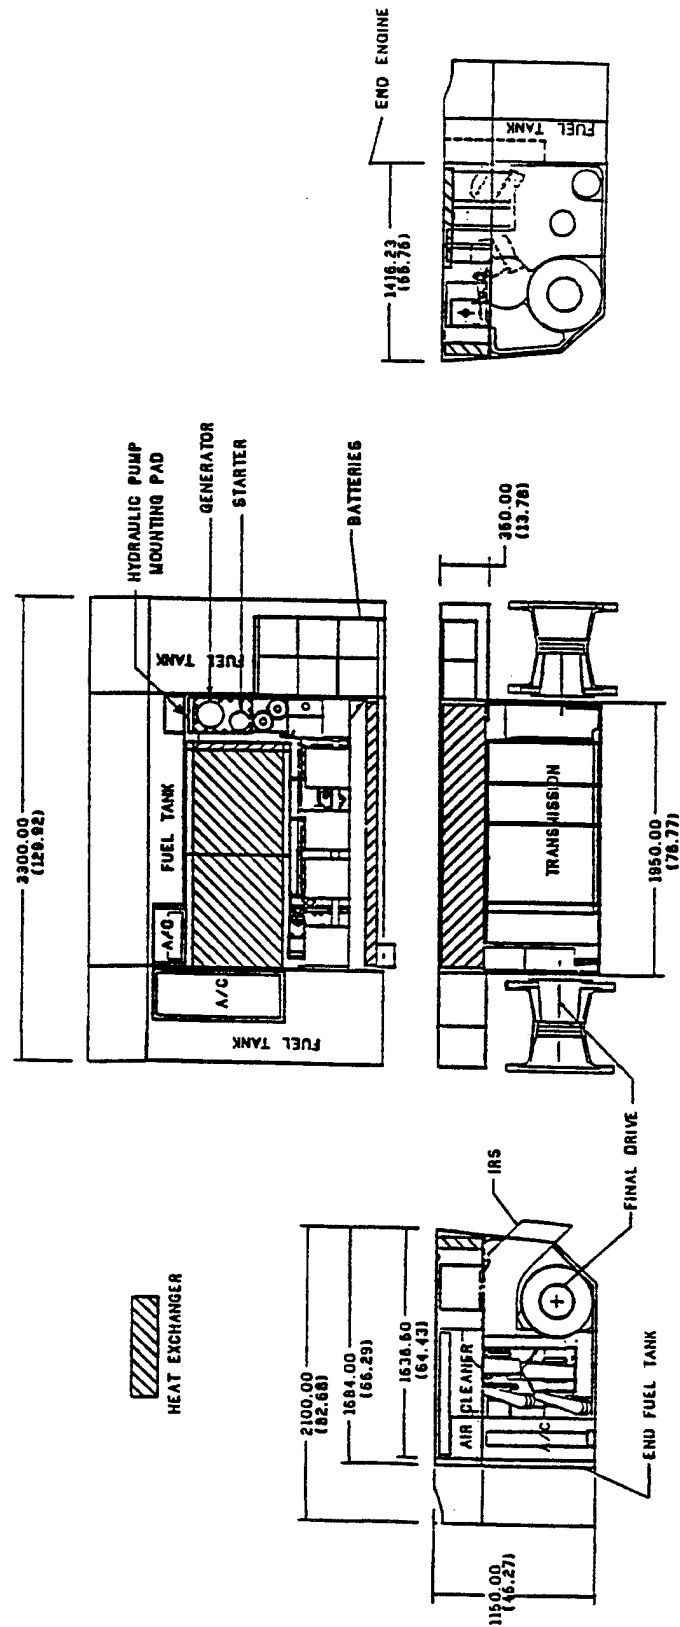 HEAT EXCHANGER
2100.00
(82.68)
1684.00
(66.29)
1636.50
(64.43)
1150.00
(45.27)
AIR CLEANER
A/C
IRS
FINAL DRIVE
END FUEL TANK
3300.00
(129.92)
HYDRAULIC PUMP
MOUNTING PAD
GENERATOR
STARTER
BATTERIES
FUEL TANK
FUEL TANK
FUEL TANK
A/C
A/C
350.00
(13.78)
TRANSMISSION
1950.00
(76.77)
END ENGINE
1416.23
(55.76)
FUEL
TANK